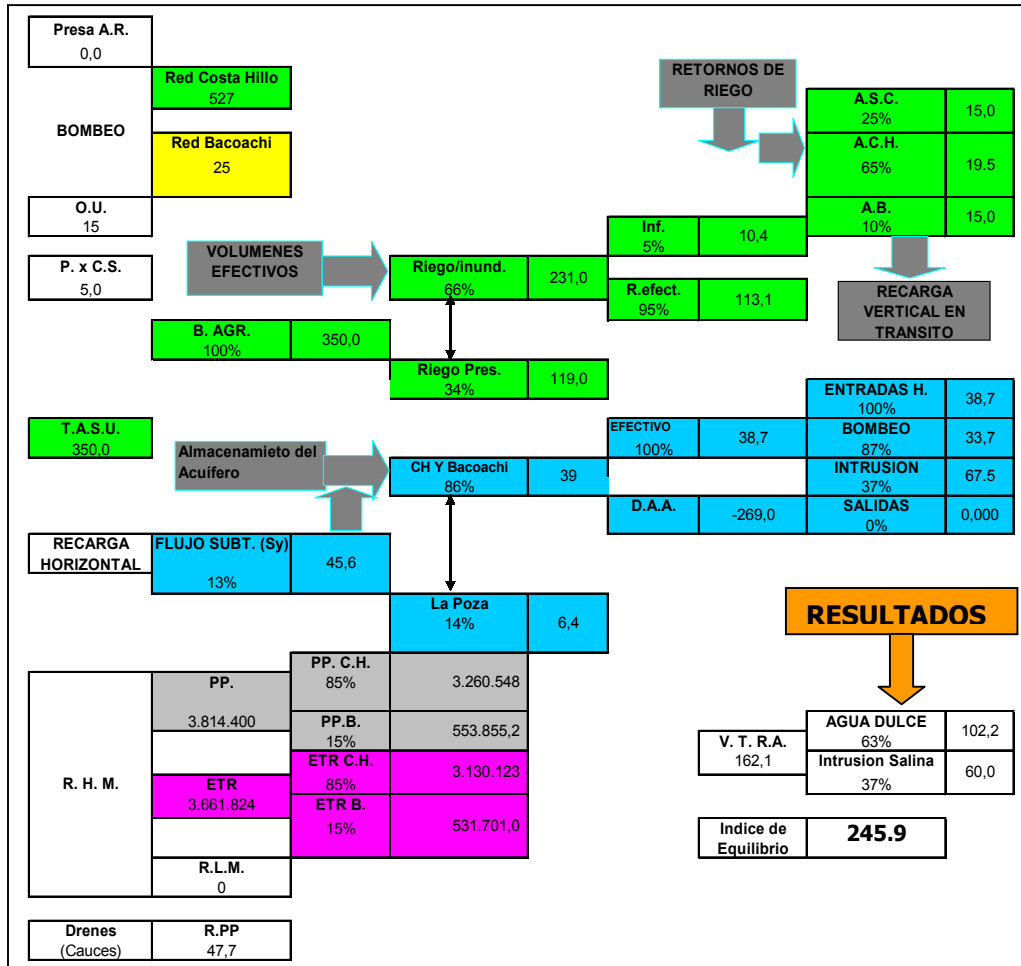 Presa A.R.
0,0
Red Costa Hillo
527
BOMBEO
Red Bacoachi
25
O.U.
15
P. x C.S.
5,0
RETORNOS DE
RIEGO
A.S.C.
25%
15,0
A.C.H.
65%
19.5
A.B.
10%
15,0
Inf.
5%
10,4
VOLUMENES
EFECTIVOS
Riego/inund.
66%
231,0
R.efect.
95%
113,1
RECARGA
VERTICAL EN
TRANSITO
B. AGR.
100%
350,0
Riego Pres.
34%
119,0
T.A.S.U.
350,0
Almacenamieto del
Acuífero
CH Y Bacoachi
86%
39
EFECTIVO
100%
38,7
ENTRADAS H.
100%
38,7
BOMBEO
87%
33,7
INTRUSION
37%
67.5
D.A.A.
-269,0
SALIDAS
0%
0,000
RECARGA
HORIZONTAL
FLUJO SUBT. (Sy)
13%
45,6
La Poza
14%
6,4
RESULTADOS
R. H. M.
PP.
3.814.400
PP. C.H.
85%
3.260.548
PP.B.
15%
553.855,2
ETR
3.661.824
ETR C.H.
85%
3.130.123
ETR B.
15%
531.701,0
R.L.M.
0
V. T. R.A.
162,1
AGUA DULCE
63%
102,2
Intrusion Salina
37%
60,0
Indice de
Equilibrio
245.9
Drenes
(Cauces)
R.PP
47,7